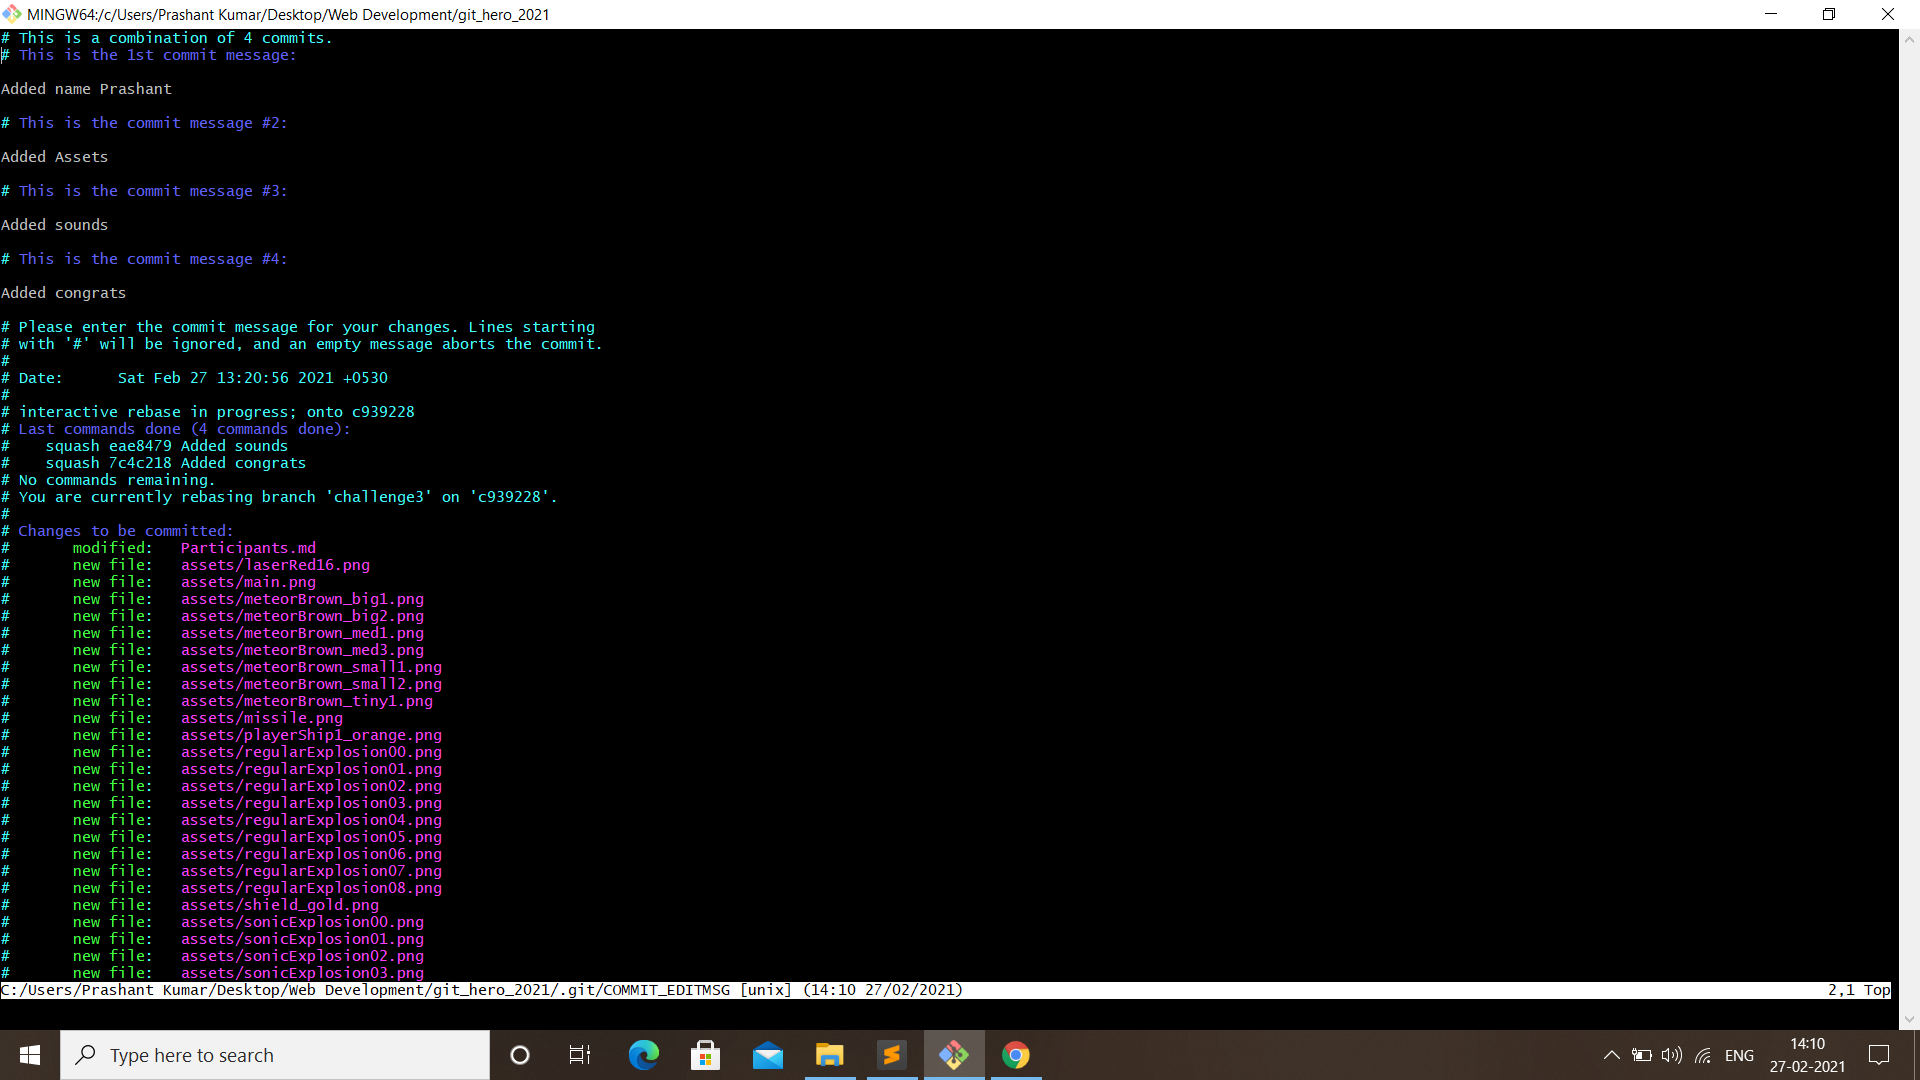 MINGW64:/c/Users/Prashant Kumar/Desktop/Web Development/git_hero_2021
# This is a combination of 4 commits.
# This is the 1st commit message:
Added name Prashant
# This is the commit message #2:
Added Assets
# This is the commit message #3:
Added sounds
# This is the commit message #4:
Added congrats
# Please enter the commit message for your changes. Lines starting
# with '#' will be ignored, and an empty message aborts the commit.
#
# Date:      Sat Feb 27 13:20:56 2021 +0530
#
# interactive rebase in progress; onto c939228
# Last commands done (4 commands done):
#    squash eae8479 Added sounds
#    squash 7c4c218 Added congrats
# No commands remaining.
# You are currently rebasing branch 'challenge3' on 'c939228'.
#
# Changes to be committed:
#       modified:   Participants.md
#       new file:   assets/laserRed16.png
#       new file:   assets/main.png
#       new file:   assets/meteorBrown_big1.png
#       new file:   assets/meteorBrown_big2.png
#       new file:   assets/meteorBrown_med1.png
#       new file:   assets/meteorBrown_med3.png
#       new file:   assets/meteorBrown_small1.png
#       new file:   assets/meteorBrown_small2.png
#       new file:   assets/meteorBrown_tiny1.png
#       new file:   assets/missile.png
#       new file:   assets/playerShip1_orange.png
#       new file:   assets/regularExplosion00.png
#       new file:   assets/regularExplosion01.png
#       new file:   assets/regularExplosion02.png
#       new file:   assets/regularExplosion03.png
#       new file:   assets/regularExplosion04.png
#       new file:   assets/regularExplosion05.png
#       new file:   assets/regularExplosion06.png
#       new file:   assets/regularExplosion07.png
#       new file:   assets/regularExplosion08.png
#       new file:   assets/shield_gold.png
#       new file:   assets/sonicExplosion00.png
#       new file:   assets/sonicExplosion01.png
#       new file:   assets/sonicExplosion02.png
#       new file:   assets/sonicExplosion03.png
C:/Users/Prashant Kumar/Desktop/Web Development/git_hero_2021/.git/COMMIT_EDITMSG [unix] (14:10 27/02/2021) 2,1 Top
Type here to search
ENG
14:10
27-02-2021